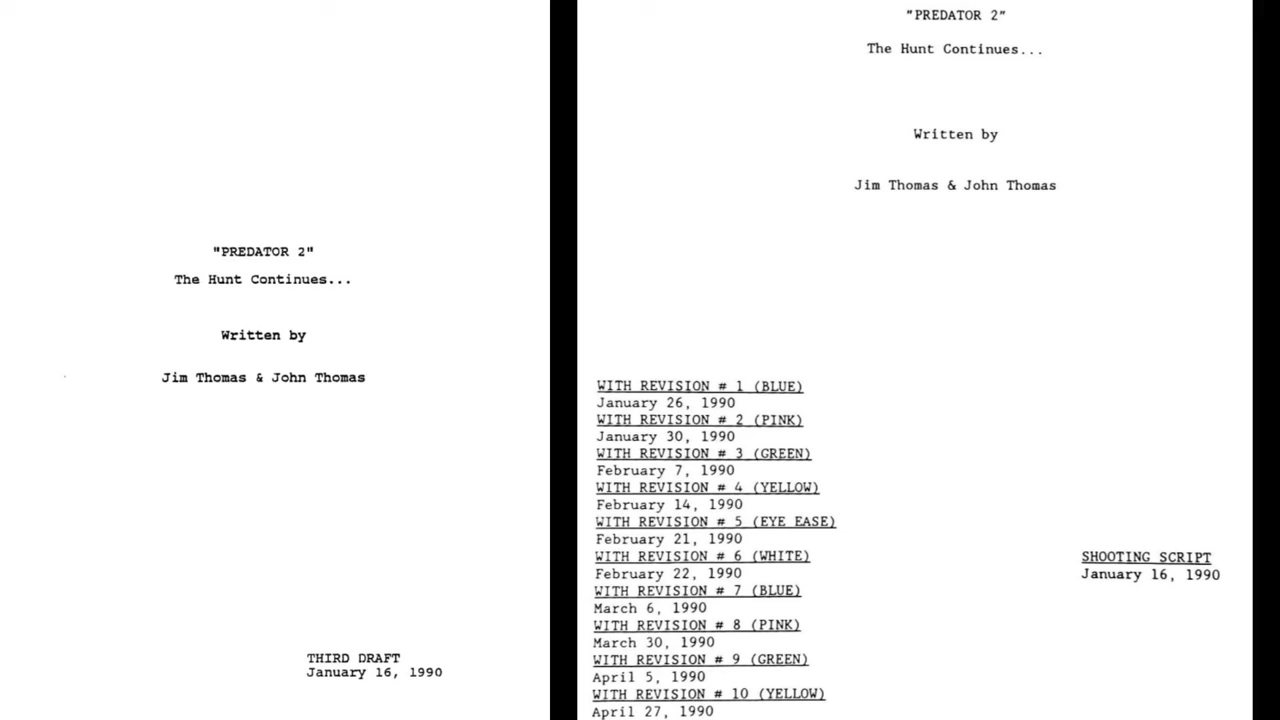 "PREDATOR 2"
The Hunt Continues...
Written by
Jim Thomas & John Thomas
THIRD DRAFT
January 16, 1990
"PREDATOR 2"
The Hunt Continues...
Written by
Jim Thomas & John Thomas
WITH REVISION # 1 (BLUE)
January 26, 1990
WITH REVISION # 2 (PINK)
January 30, 1990
WITH REVISION # 3 (GREEN)
February 7, 1990
WITH REVISION # 4 (YELLOW)
February 14, 1990
WITH REVISION # 5 (EYE EASE)
February 21, 1990
WITH REVISION # 6 (WHITE)
February 22, 1990
WITH REVISION # 7 (BLUE)
March 6, 1990
WITH REVISION # 8 (PINK)
March 30, 1990
WITH REVISION # 9 (GREEN)
April 5, 1990
WITH REVISION # 10 (YELLOW)
April 27, 1990
SHOOTING SCRIPT
January 16, 1990